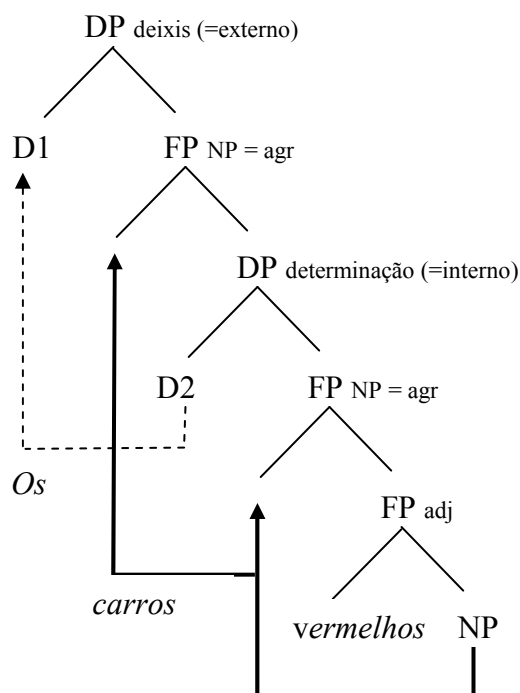 DP deixis (=externo)
D1 FP NP = agr
DP determinação (=interno)
D2 FP NP = agr
Os
FP adj
carros
vermelhos NP